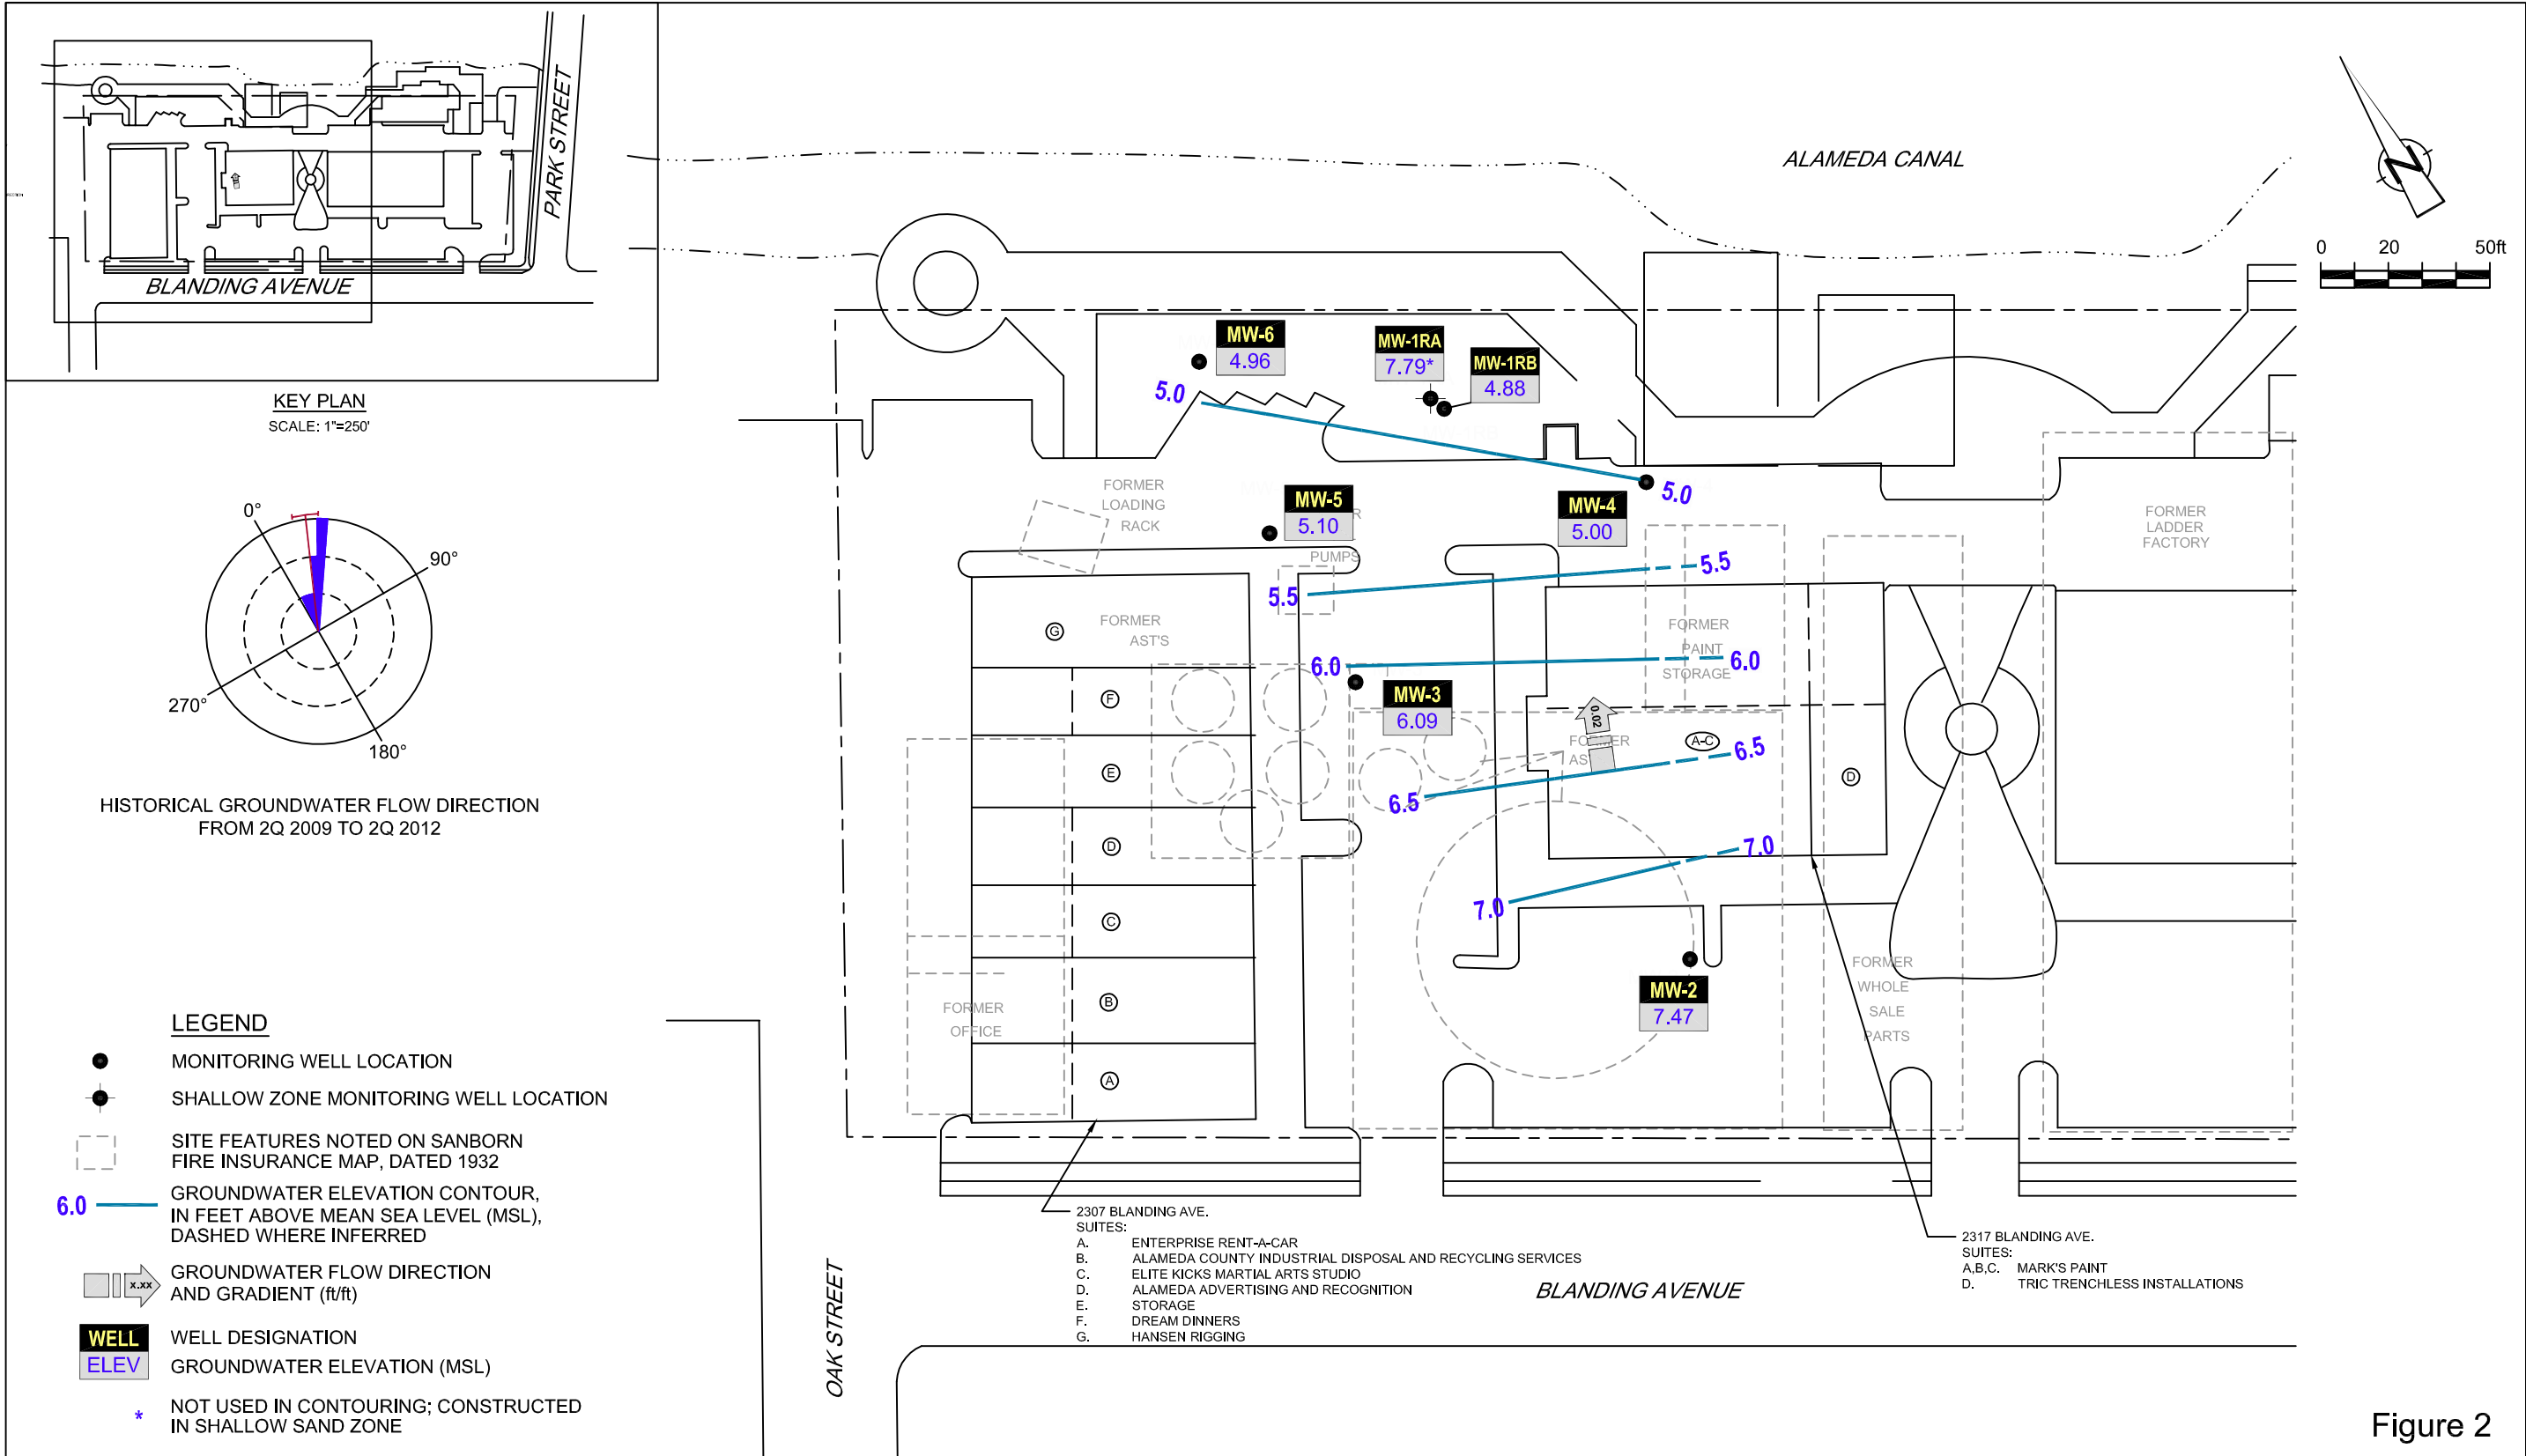 PARK STREET
BLANDING AVENUE
KEY PLAN
SCALE: 1"=250'
0°
90°
270°
180°
HISTORICAL GROUNDWATER FLOW DIRECTION
FROM 2Q 2009 TO 2Q 2012
LEGEND
MONITORING WELL LOCATION
SHALLOW ZONE MONITORING WELL LOCATION
SITE FEATURES NOTED ON SANBORN
FIRE INSURANCE MAP, DATED 1932
6.0
GROUNDWATER ELEVATION CONTOUR,
IN FEET ABOVE MEAN SEA LEVEL (MSL),
DASHED WHERE INFERRED
x.xx
GROUNDWATER FLOW DIRECTION
AND GRADIENT (ft/ft)
WELL
WELL DESIGNATION
ELEV
GROUNDWATER ELEVATION (MSL)
*
NOT USED IN CONTOURING; CONSTRUCTED
IN SHALLOW SAND ZONE
ALAMEDA CANAL
N
0 20 50ft
MW-6
4.96
MW-1RA
7.79*
MW-1RB
4.88
5.0
5.0
MW-5
5.10
MW-4
5.00
FORMER
LOADING
RACK
R
PUMPS
FORMER
LADDER
FACTORY
5.5
5.5
FORMER
AST'S
FORMER
PAINT
STORAGE
6.0
6.0
MW-3
6.09
0.02
FORMER
AS
A-C
6.5
6.5
D
7.0
7.0
MW-2
7.47
G
F
E
D
C
B
A
FORMER
OFFICE
FORMER
WHOLE
SALE
PARTS
2307 BLANDING AVE.
SUITES:
A. ENTERPRISE RENT-A-CAR
B. ALAMEDA COUNTY INDUSTRIAL DISPOSAL AND RECYCLING SERVICES
C. ELITE KICKS MARTIAL ARTS STUDIO
D. ALAMEDA ADVERTISING AND RECOGNITION
E. STORAGE
F. DREAM DINNERS
G. HANSEN RIGGING
2317 BLANDING AVE.
SUITES:
A,B,C. MARK'S PAINT
D. TRIC TRENCHLESS INSTALLATIONS
BLANDING AVENUE
OAK STREET
Figure 2